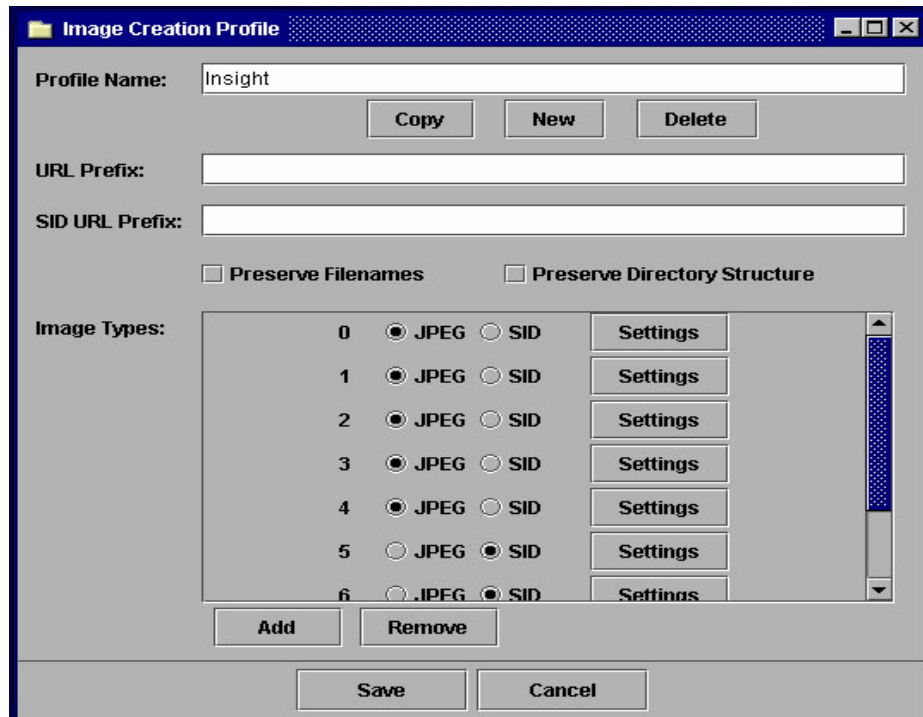 Image Creation Profile
Profile Name: Insight
Copy New Delete
URL Prefix:
SID URL Prefix:
Preserve Filenames Preserve Directory Structure
Image Types: 0 JPEG SID Settings
1 JPEG SID Settings
2 JPEG SID Settings
3 JPEG SID Settings
4 JPEG SID Settings
5 JPEG SID Settings
6 JPEG SID Settings
Add Remove
Save Cancel